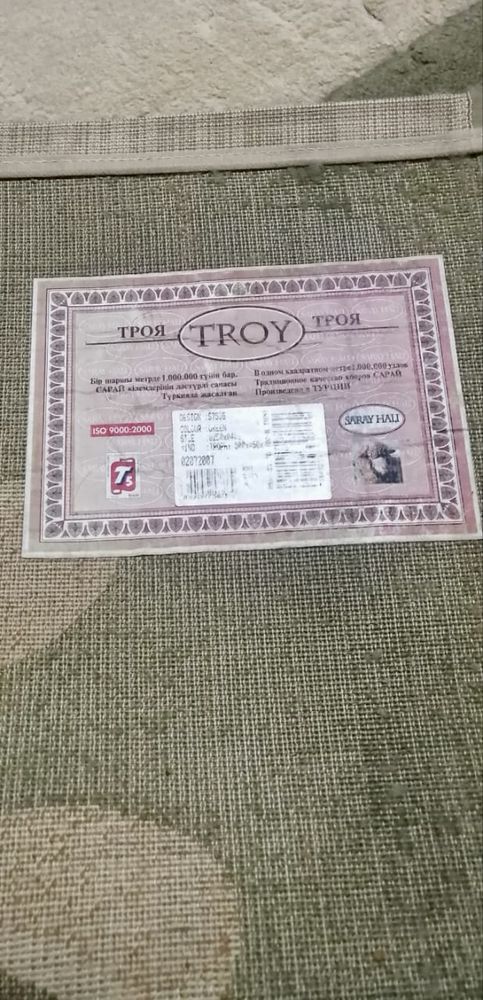 ТРОЯ
TROY
ТРОЯ
Бір шаршы метрде 1.000.000 түйін бар.
САРАЙ кілемдерінің дәстүрлі сапасы
Түркияда жасалған
В одном квадратном метре 1.000.000 узлов
Традиционное качество ковров САРАЙ
Произведено в ТУРЦИИ
ISO 9000:2000
DESIGN
COLOUR : GREEN
02072007
SARAY HALI
T5